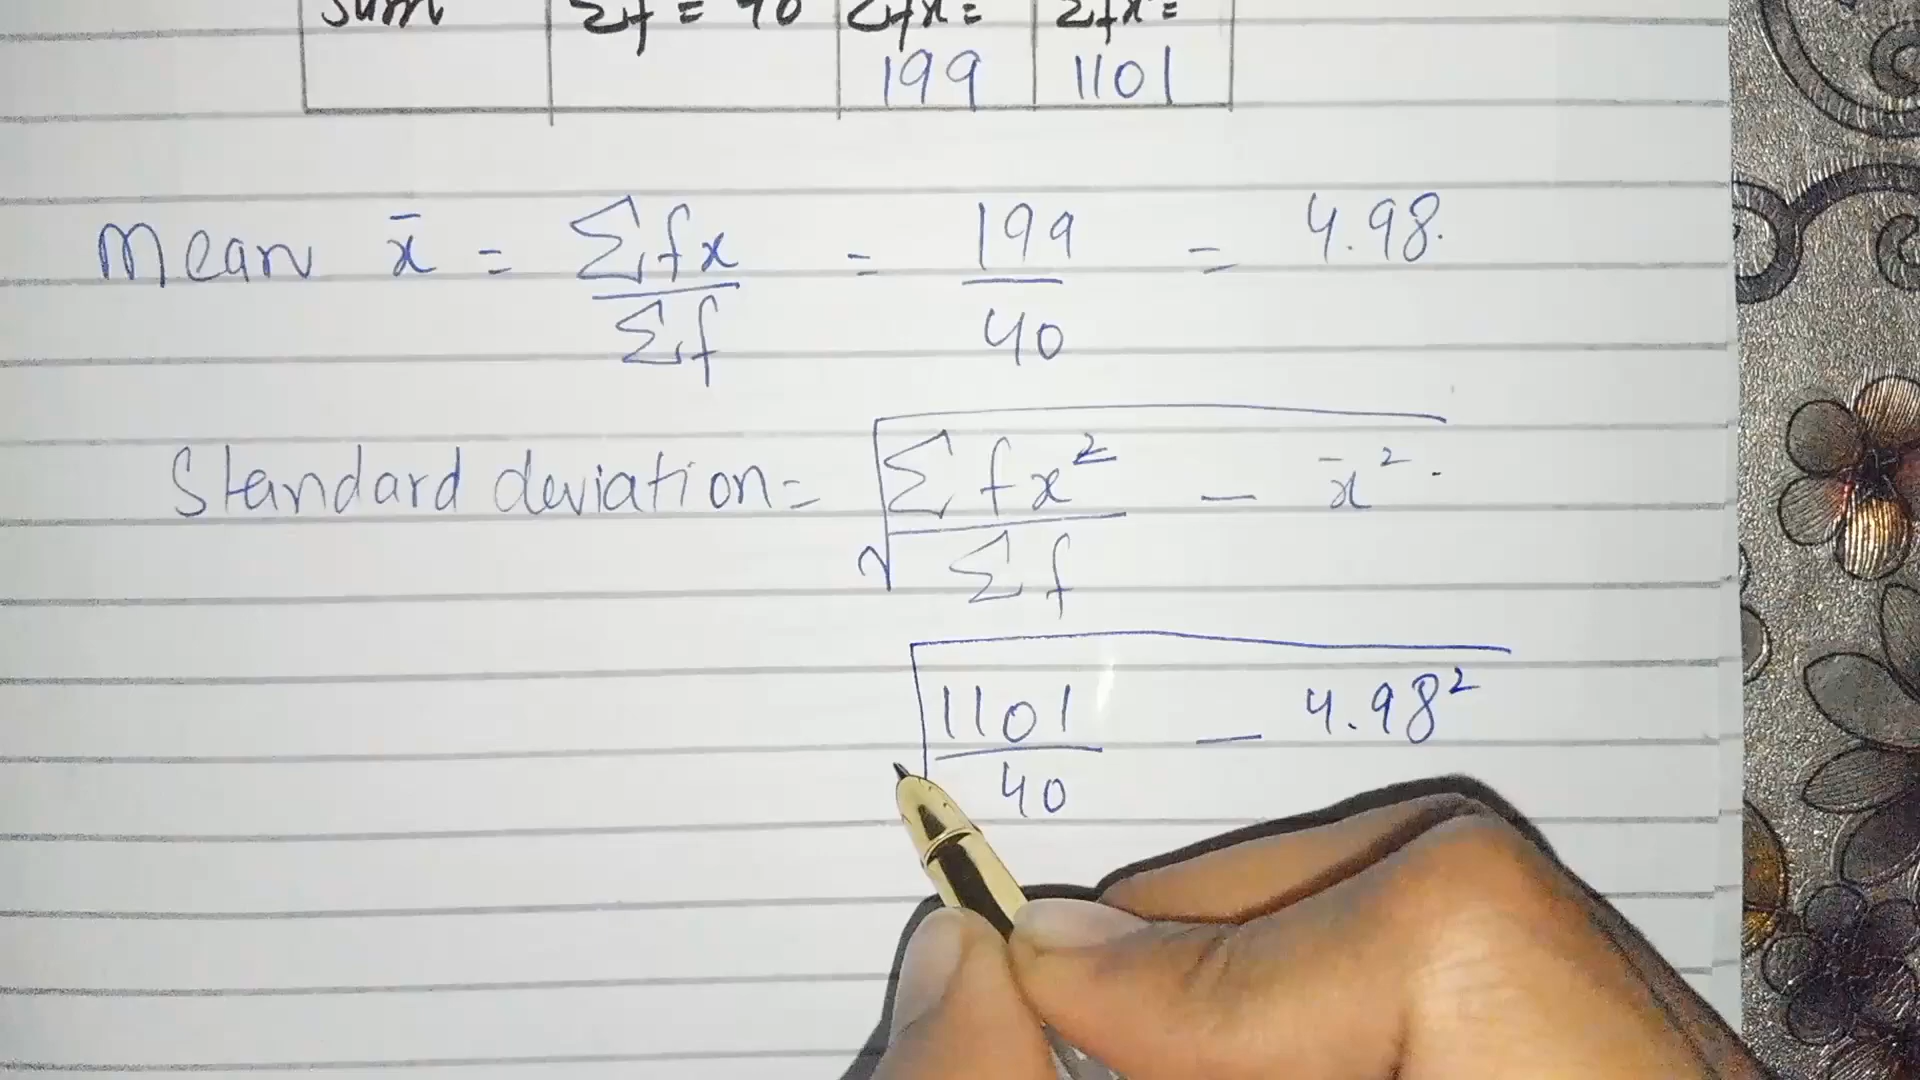 Sum Σf = 40 Σfx = Σfx² =
199 1101
Mean x̄ = Σfx / Σf = 199 / 40 = 4.98.
Standard deviation = √(Σfx² / Σf − x̄²).
√(1101 / 40 − 4.98²